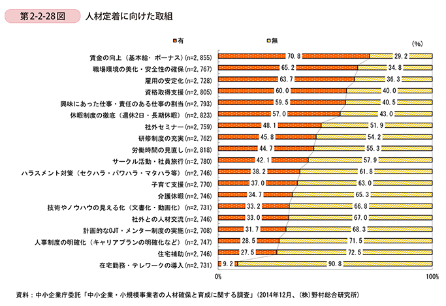 第2-2-28図　人材定着に向けた取組
有　無
(%)
賃金の向上（基本給・ボーナス）(n=2,855)　70.8　29.2
職場環境の美化・安全性の確保(n=2,767)　65.2　34.8
雇用の安定化(n=2,728)　63.7　36.3
資格取得支援(n=2,805)　60.0　40.0
興味にあった仕事・責任のある仕事の割当(n=2,793)　59.5　40.5
休暇制度の徹底（週休2日・長期休暇）(n=2,823)　57.0　43.0
社外セミナー(n=2,759)　48.1　51.9
研修制度の充実(n=2,762)　45.8　54.2
労働時間の見直し(n=2,818)　44.7　55.3
サークル活動・社員旅行(n=2,780)　42.1　57.9
ハラスメント対策（セクハラ・パワハラ・マタハラ等）(n=2,746)　38.2　61.8
子育て支援(n=2,770)　37.0　63.0
介護休暇(n=2,746)　34.7　65.3
技術やノウハウの見える化（文書化・動画化）(n=2,731)　33.2　66.8
社外との人材交流(n=2,746)　33.0　67.0
計画的なOJT・メンター制度の実施(n=2,708)　31.7　68.3
人事制度の明確化（キャリアプランの明確化など）(n=2,747)　28.5　71.5
住宅補助(n=2,746)　27.5　72.5
在宅勤務・テレワークの導入(n=2,731)　9.2　90.8
0%　10%　20%　30%　40%　50%　60%　70%　80%　90%　100%
資料：中小企業庁委託「中小企業・小規模事業者の人材確保と育成に関する調査」（2014年12月、（株）野村総合研究所）